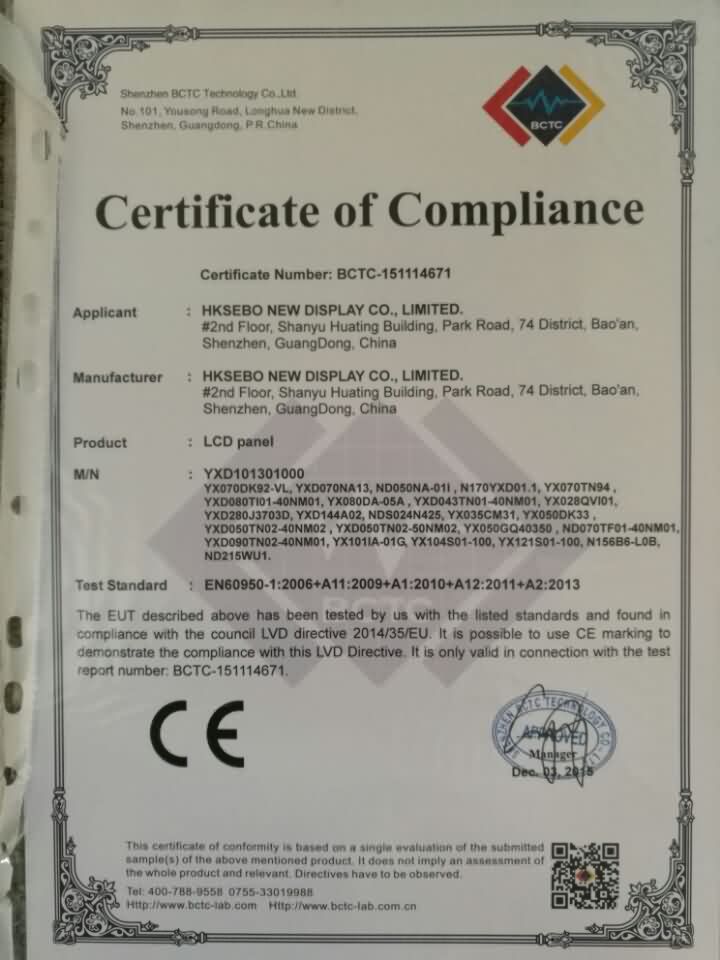 Shenzhen BCTC Technology Co.,Ltd.
No.101, Yousong Road, Longhua New District,
Shenzhen, Guangdong, P.R.China
BCTC
Certificate of Compliance
Certificate Number: BCTC-151114671
Applicant : HKSEBO NEW DISPLAY CO., LIMITED.
#2nd Floor, Shanyu Huating Building, Park Road, 74 District, Bao'an,
Shenzhen, GuangDong, China
Manufacturer : HKSEBO NEW DISPLAY CO., LIMITED.
#2nd Floor, Shanyu Huating Building, Park Road, 74 District, Bao'an,
Shenzhen, GuangDong, China
Product : LCD panel
M/N : YXD101301000
YX070DK92-VL, YXD070NA13, ND050NA-01I , N170YXD01.1, YX070TN94 ,
YXD080TI01-40NM01, YX080DA-05A , YXD043TN01-40NM01, YX028QVI01,
YXD280J3703D, YXD144A02, NDS024N425, YX035CM31, YX050DK33 ,
YXD050TN02-40NM02 , YXD050TN02-50NM02, YX050GQ40350 , ND070TF01-40NM01,
YXD090TN02-40NM01, YX101IA-01G, YX104S01-100, YX121S01-100, N156B6-L0B,
ND215WU1.
Test Standard : EN60950-1:2006+A11:2009+A1:2010+A12:2011+A2:2013
The EUT described above has been tested by us with the listed standards and found in
compliance with the council LVD directive 2014/35/EU. It is possible to use CE marking to
demonstrate the compliance with this LVD Directive. It is only valid in connection with the test
report number: BCTC-151114671.
CE
SHENZHEN BCTC TECHNOLOGY CO., LTD
APPROVED
Manager
Dec. 03, 2015
This certificate of conformity is based on a single evaluation of the submitted
sample(s) of the above mentioned product. It does not imply an assessment of
the whole product and relevant. Directives have to be observed.
Tel: 400-788-9558 0755-33019988
Http://www.bctc-lab.com Http://www.bctc-lab.com.cn